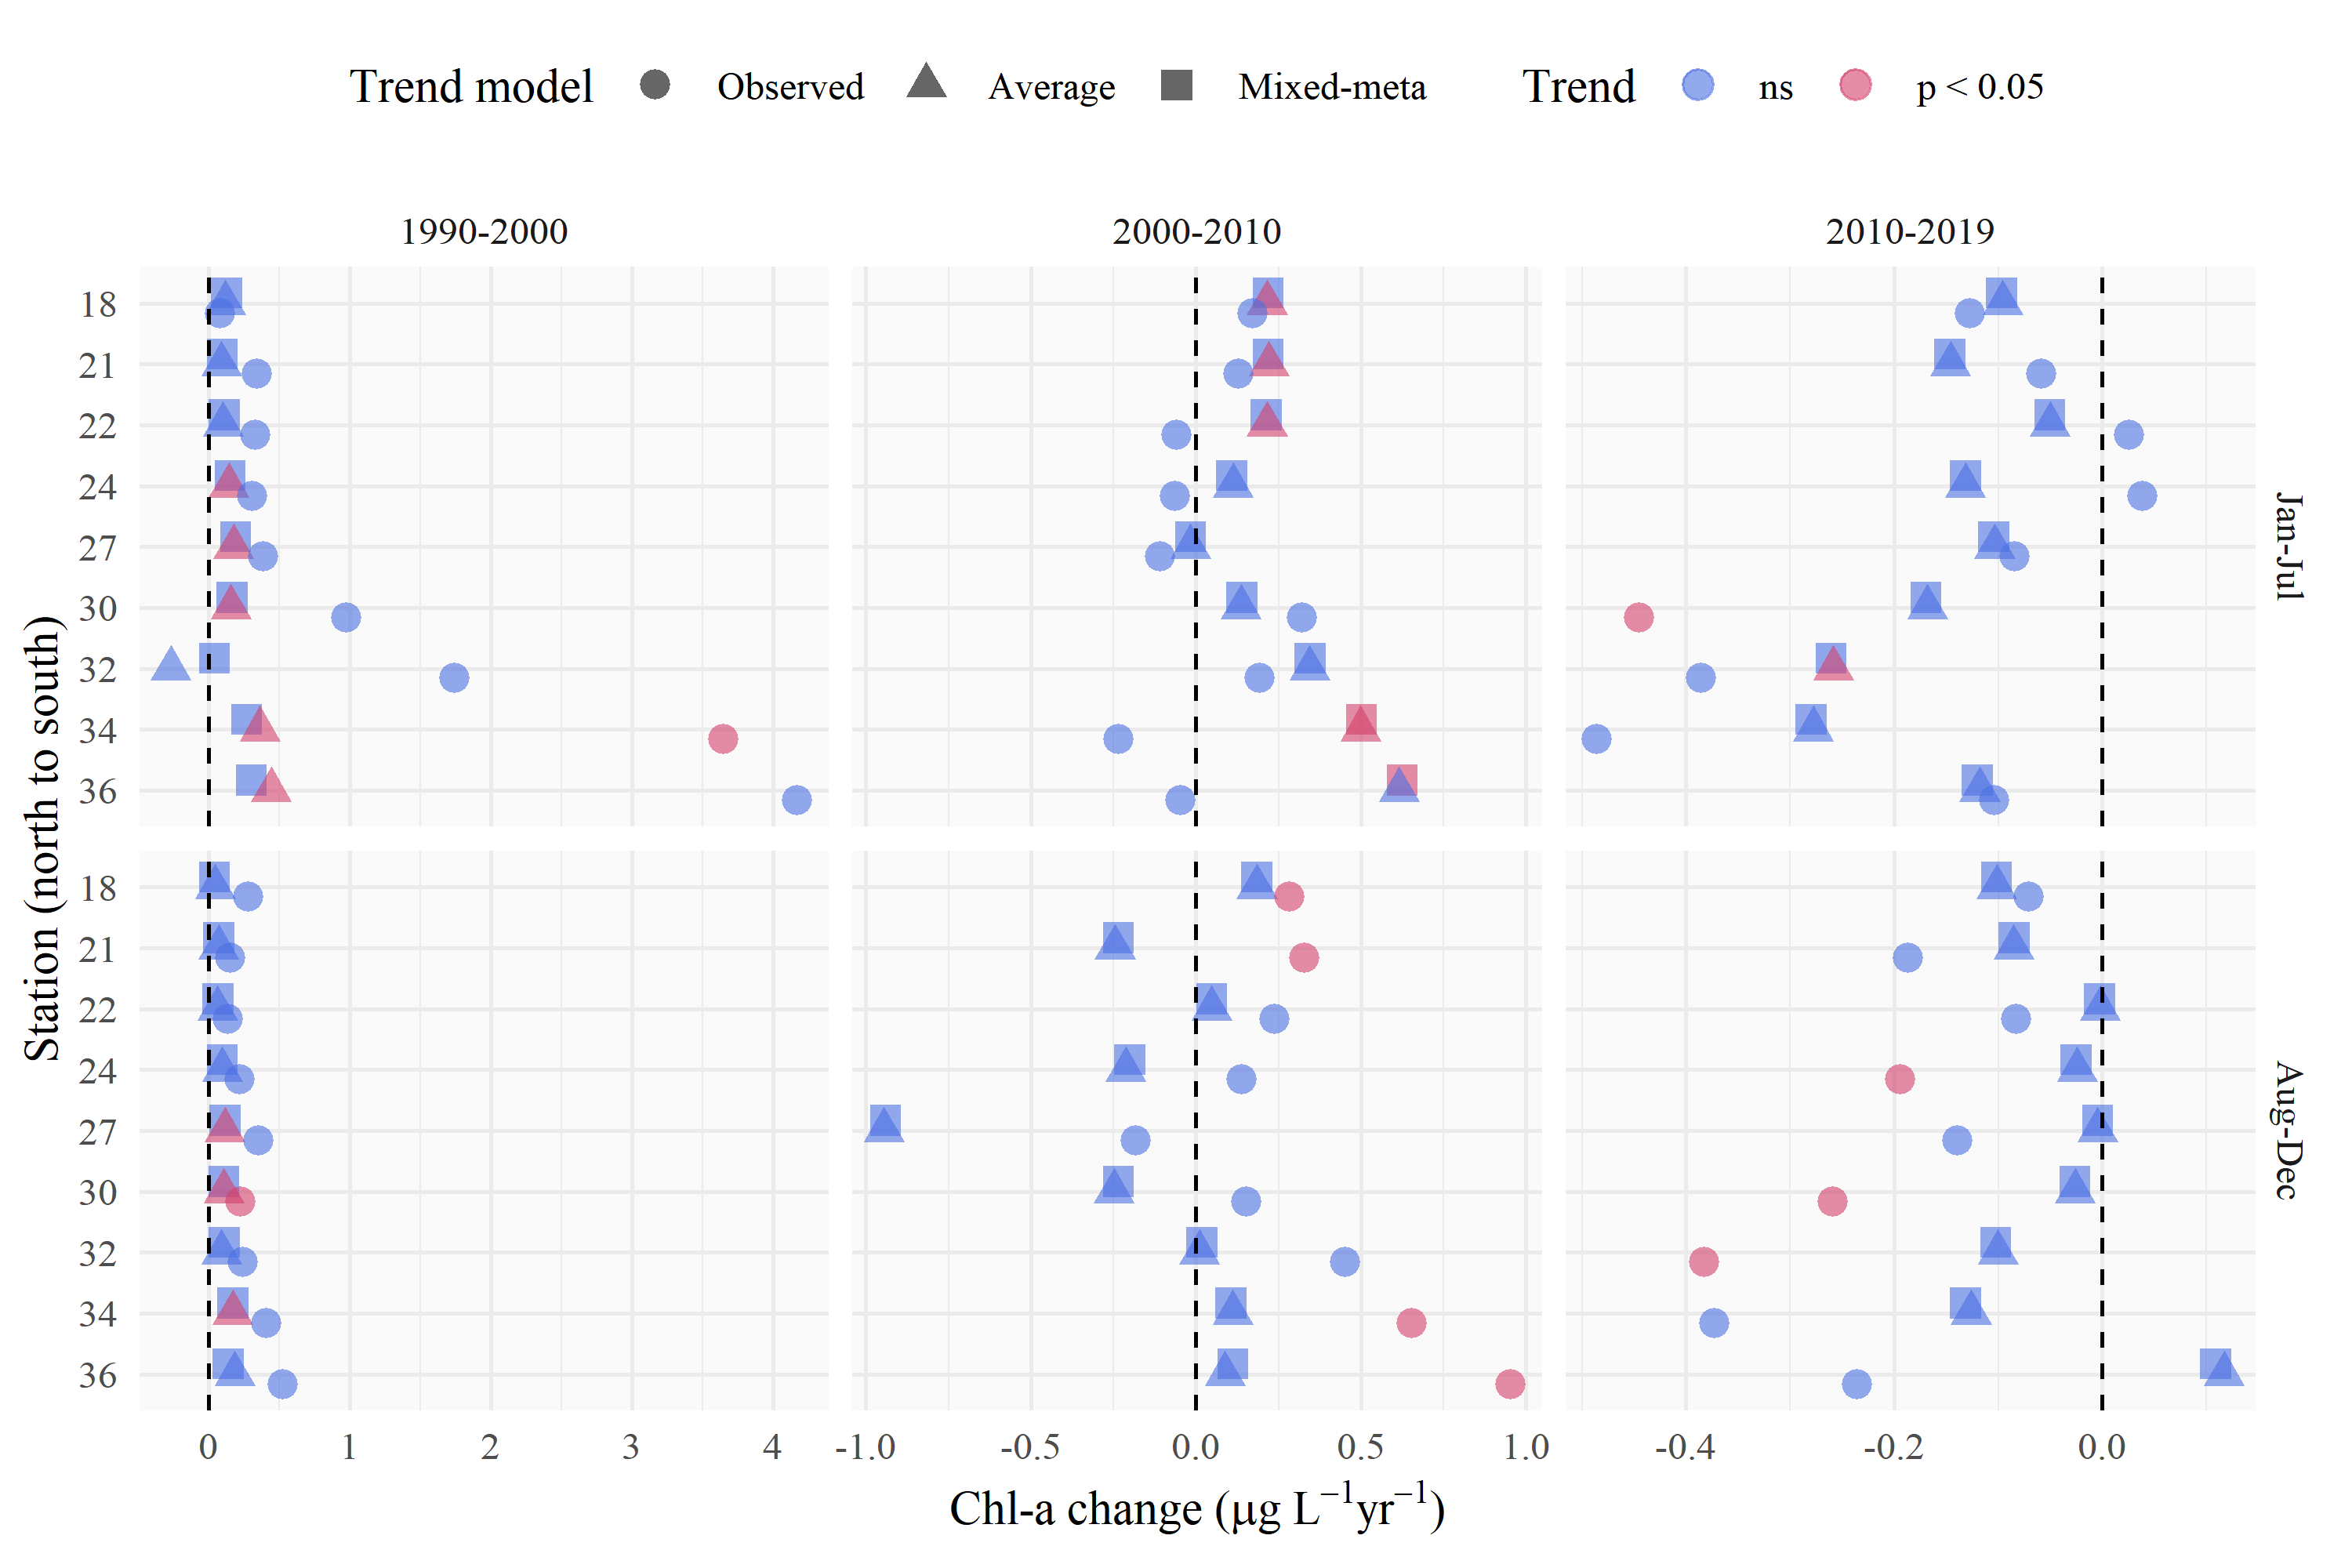 Trend model Observed Average Mixed-meta Trend ns p < 0.05
1990-2000 2000-2010 2010-2019
Station (north to south)
18
21
22
24
27
30
32
34
36
Jan-Jul
18
21
22
24
27
30
32
34
36
Aug-Dec
0 1 2 3 4 -1.0 -0.5 0.0 0.5 1.0 -0.4 -0.2 0.0
Chl-a change (μg L⁻¹yr⁻¹)